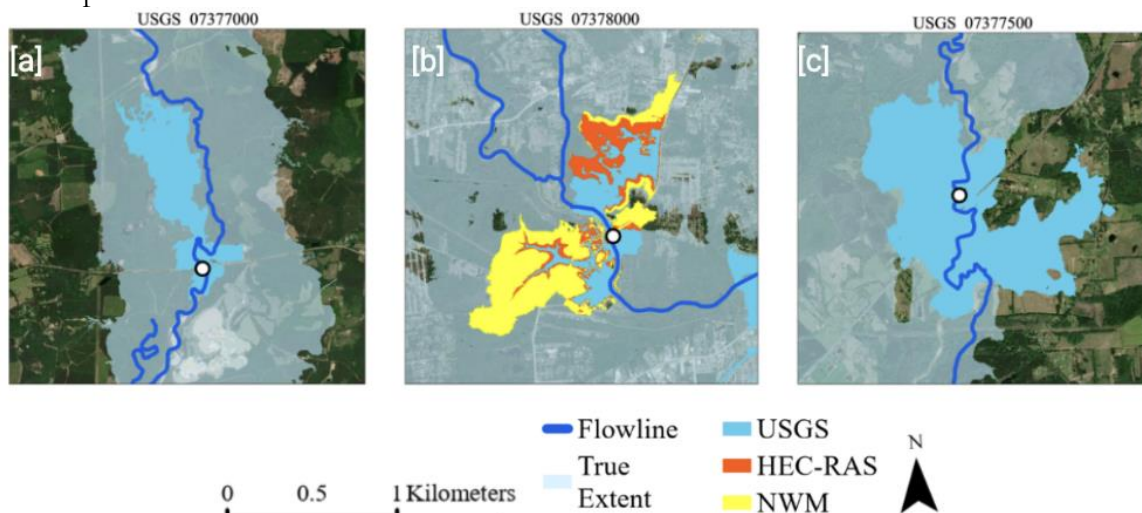 USGS 07377000 USGS 07378000 USGS 07377500
[a] [b] [c]
Flowline USGS
True Extent HEC-RAS
NWM
N
0 0.5 1 Kilometers